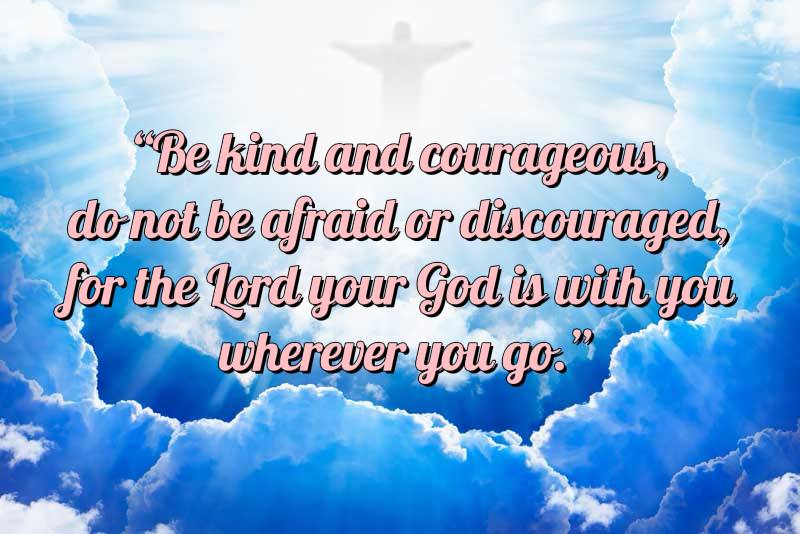 “Be kind and courageous,
do not be afraid or discouraged,
for the Lord your God is with you
wherever you go.”